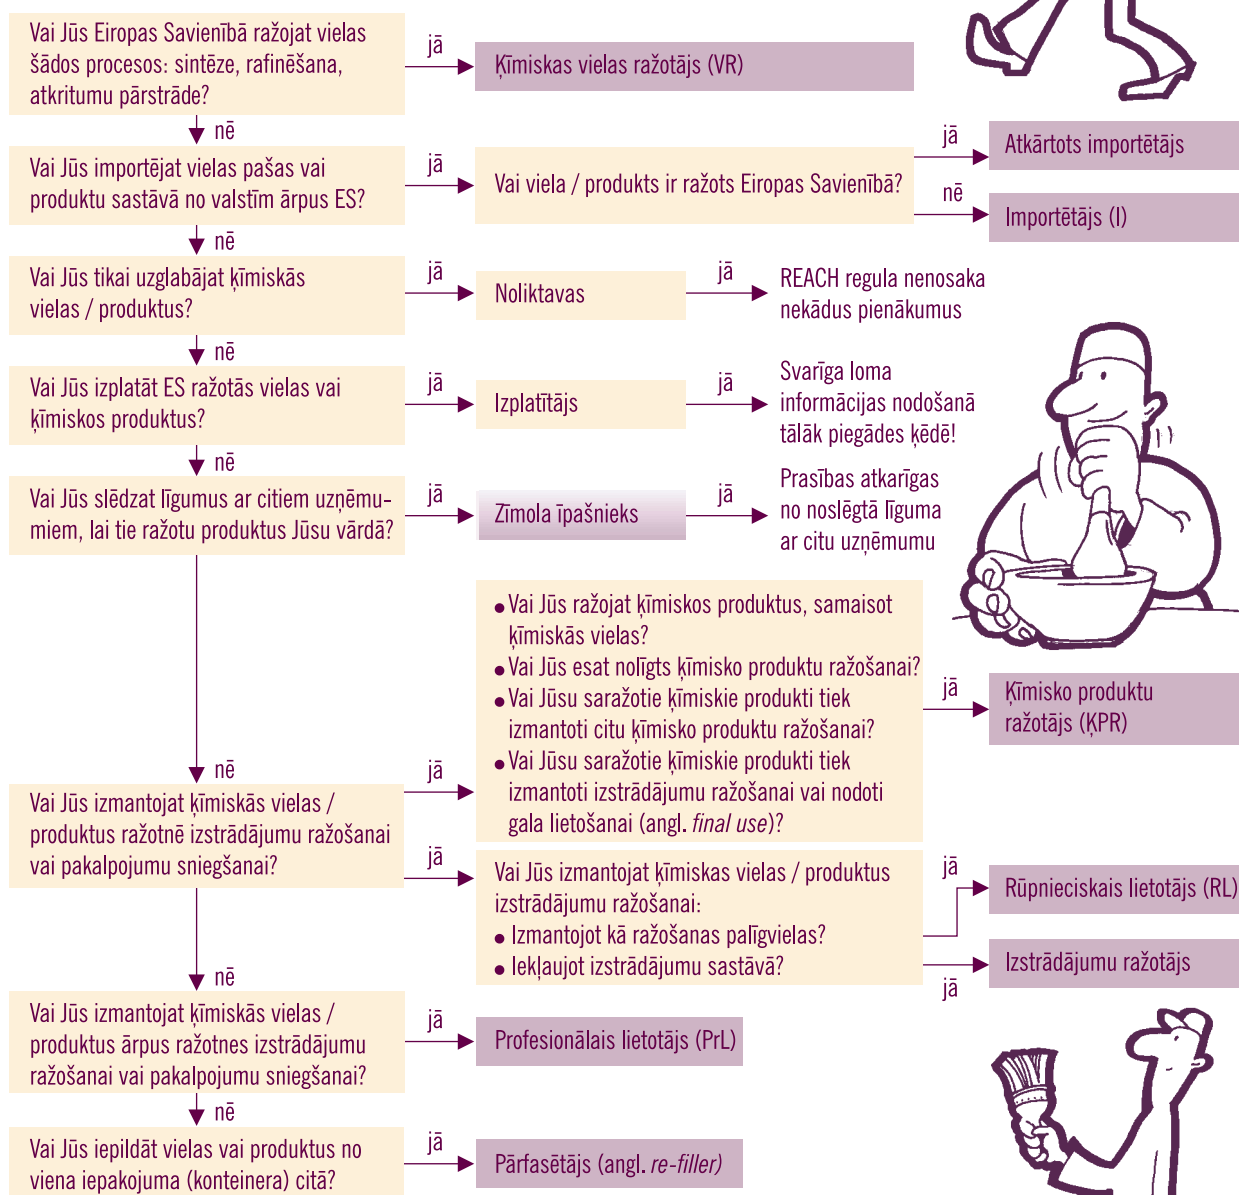 Vai Jūs Eiropas Savienībā ražojat vielas
šādos procesos: sintēze, rafinēšana,
atkritumu pārstrāde?
jā
Ķīmiskas vielas ražotājs (VR)
nē
Vai Jūs importējat vielas pašas vai
produktu sastāvā no valstīm ārpus ES?
jā
Vai viela / produkts ir ražots Eiropas Savienībā?
jā
Atkārtots importētājs
nē
Importētājs (I)
nē
Vai Jūs tikai uzglabājat ķīmiskās
vielas / produktus?
jā
Noliktavas
jā
REACH regula nenosaka
nekādus pienākumus
nē
Vai Jūs izplatāt ES ražotās vielas vai
ķīmiskos produktus?
jā
Izplatītājs
jā
Svarīga loma
informācijas nodošanā
tālāk piegādes ķēdē!
nē
Vai Jūs slēdzat līgumus ar citiem uzņēmu-
miem, lai tie ražotu produktus Jūsu vārdā?
jā
Zīmola īpašnieks
jā
Prasības atkarīgas
no noslēgtā līguma
ar citu uzņēmumu
nē
Vai Jūs izmantojat ķīmiskās vielas /
produktus ražotnē izstrādājumu ražošanai
vai pakalpojumu sniegšanai?
jā
• Vai Jūs ražojat ķīmiskos produktus, samaisot
ķīmiskās vielas?
• Vai Jūs esat nolīgts ķīmisko produktu ražošanai?
• Vai Jūsu saražotie ķīmiskie produkti tiek
izmantoti citu ķīmisko produktu ražošanai?
• Vai Jūsu saražotie ķīmiskie produkti tiek
izmantoti izstrādājumu ražošanai vai nodoti
gala lietošanai (angl. final use)?
jā
Ķīmisko produktu
ražotājs (ĶPR)
jā
Vai Jūs izmantojat ķīmiskas vielas / produktus
izstrādājumu ražošanai:
• Izmantojot kā ražošanas palīgvielas?
• Iekļaujot izstrādājumu sastāvā?
jā
Rūpnieciskais lietotājs (RL)
jā
Izstrādājumu ražotājs
nē
Vai Jūs izmantojat ķīmiskās vielas /
produktus ārpus ražotnes izstrādājumu
ražošanai vai pakalpojumu sniegšanai?
jā
Profesionālais lietotājs (PrL)
nē
Vai Jūs iepildāt vielas vai produktus no
viena iepakojuma (konteinera) citā?
jā
Pārfasētājs (angl. re-filler)